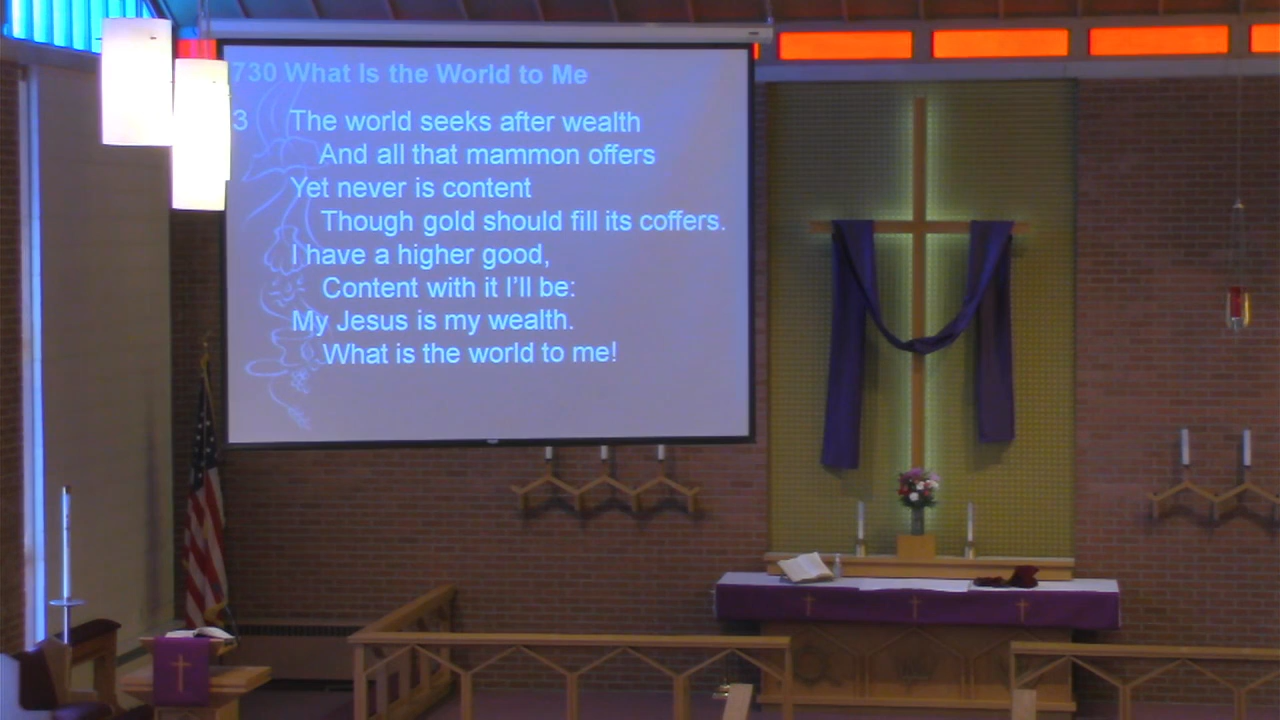 730 What Is the World to Me
3 The world seeks after wealth
And all that mammon offers
Yet never is content
Though gold should fill its coffers.
I have a higher good,
Content with it I'll be:
My Jesus is my wealth.
What is the world to me!